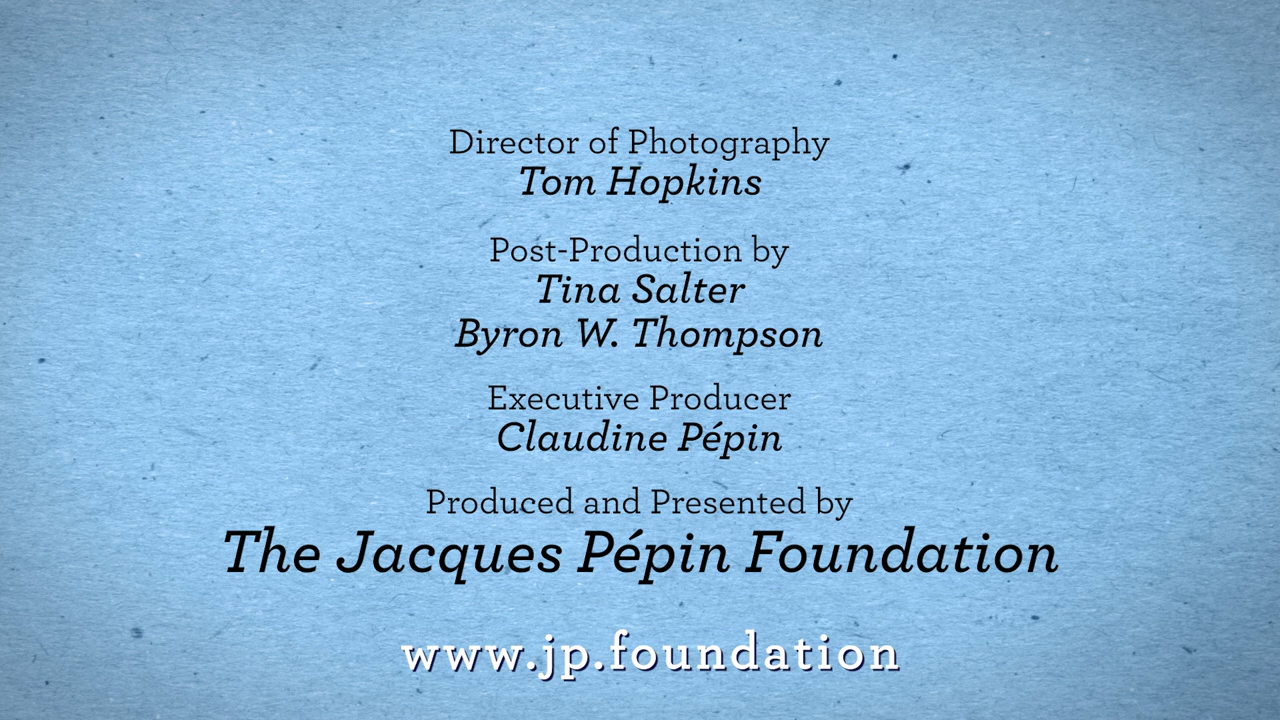 Director of Photography
Tom Hopkins
Post-Production by
Tina Salter
Byron W. Thompson
Executive Producer
Claudine Pépin
Produced and Presented by
The Jacques Pépin Foundation
www.jp.foundation